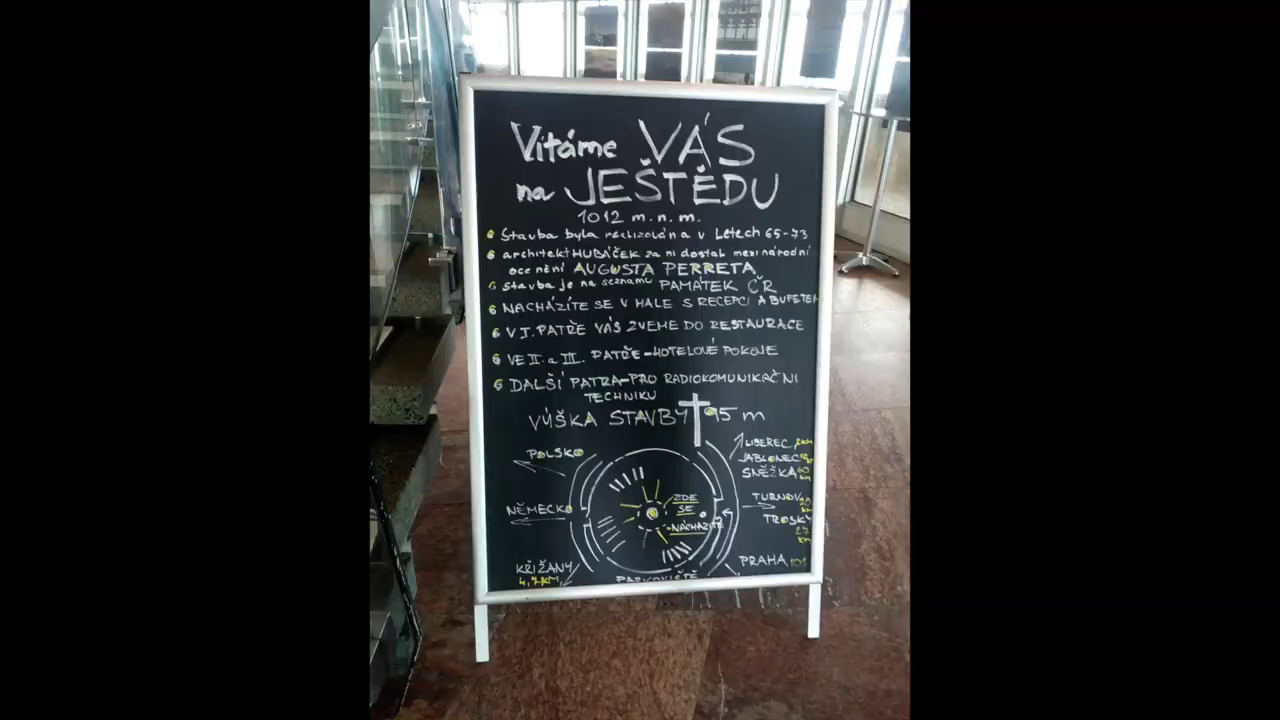 Vítáme VÁS
na JEŠTĚDU
1012 m.n.m.
Stavba byla realizována v Letech 65-73
architekt HUBÁČEK za ni dostal mezinárodní
ocenění AUGUSTA PERRETA
Stavba je na seznamu PAMÁTEK ČR
NACHÁZÍTE SE V HALE S RECEPCÍ A BUFETEM
V I. PATŘE VÁS ZVEME DO RESTAURACE
VE II. a III. PATŘE-HOTELOVÉ POKOJE
DALŠÍ PATRA-PRO RADIOKOMUNIKAČNI
TECHNIKU
VÝŠKA STAVBY 95 m
POLSKO
LIBEREC
JABLONEC
SNĚŽKA
NĚMECKO
ZDE
SE
NACHÁZÍTE
TURNOV
TROSKY
KŘIŽANY
4,7KM
PARKOVIŠTĚ
PRAHA 101